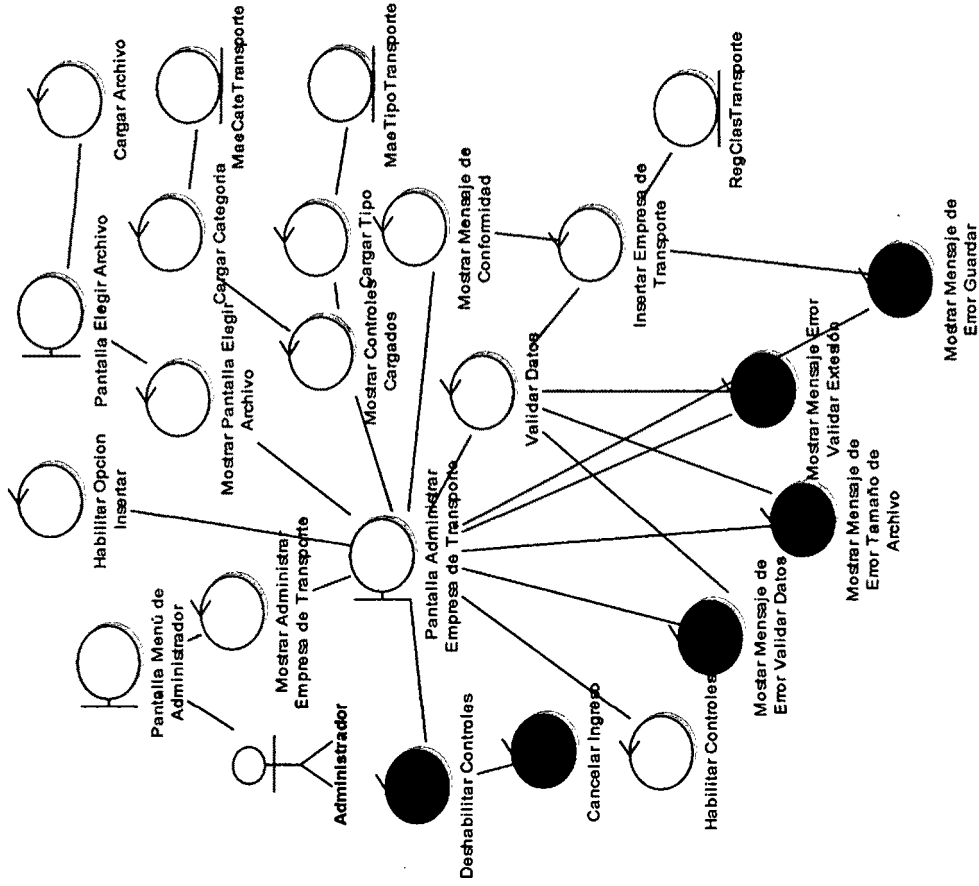 Cargar Archivo
MaeCateTransporte
MaeTipoTransporte
Pantalla Elegir Archivo
Cargar Categoria
Cargar Tipo
Mostrar Mensaje de
Conformidad
RegClasTransporte
Habilitar Opcion
Insertar
Mostrar Pantalla Elegir
Archivo
Mostrar Controles
Cargados
Insertar Empresa de
Transporte
Validar Datos
Mostrar Mensaje de
Error Guardar
Pantalla Menú de
Administrador
Mostrar Administrar
Empresa de Transporte
Pantalla Administrar
Empresa de Transporte
Mostrar Mensaje Error
Validar Extesión
Mostrar Mensaje de
Error Tamaño de
Archivo
Administrador
Mostar Mensaje de
Error Validar Datos
Deshabilitar Controles
Cancelar Ingreso
Habilitar Controles